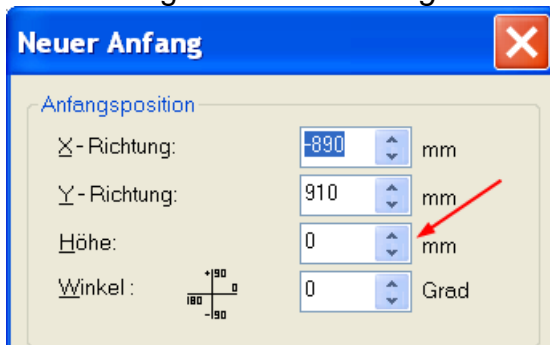 Neuer Anfang
Anfangsposition
X - Richtung: -890 mm
Y - Richtung: 910 mm
Höhe: 0 mm
Winkel : +90 180 0 -90 0 Grad